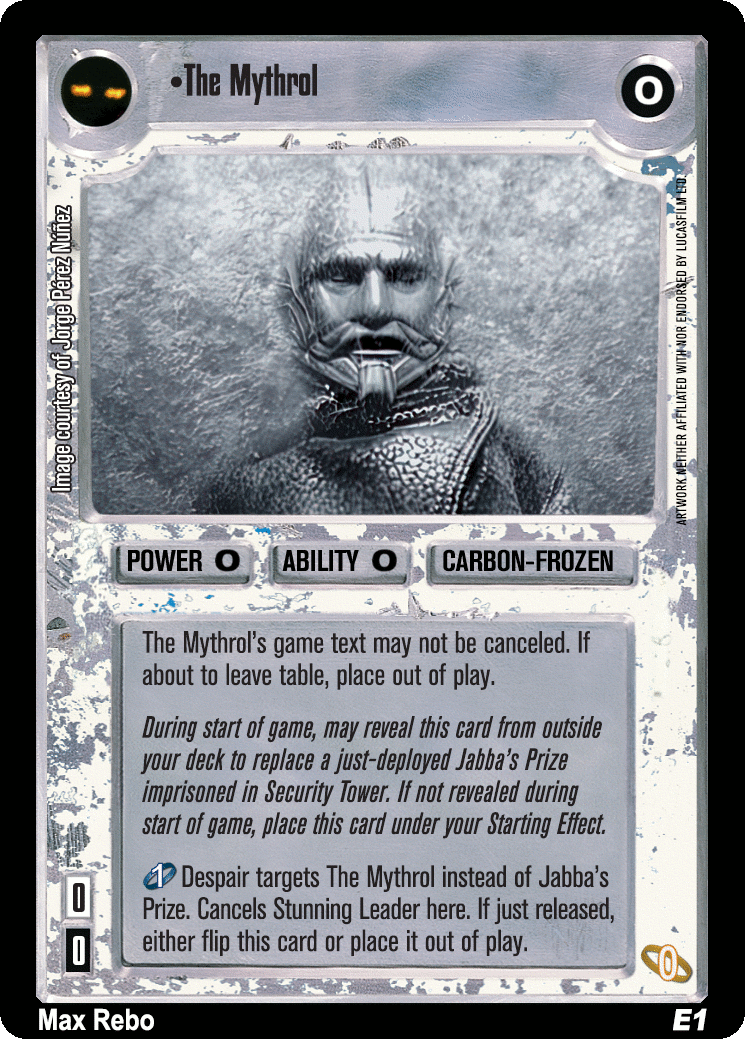 •The Mythrol
0
Image courtesy of Jorge Pérez Núñez
ARTWORK NEITHER AFFILIATED WITH NOR ENDORSED BY LUCASFILM LTD.
POWER 0 ABILITY 0 CARBON-FROZEN
The Mythrol's game text may not be canceled. If
about to leave table, place out of play.
During start of game, may reveal this card from outside
your deck to replace a just-deployed Jabba's Prize
imprisoned in Security Tower. If not revealed during
start of game, place this card under your Starting Effect.
1 Despair targets The Mythrol instead of Jabba's
Prize. Cancels Stunning Leader here. If just released,
either flip this card or place it out of play.
0
0
0
Max Rebo E1